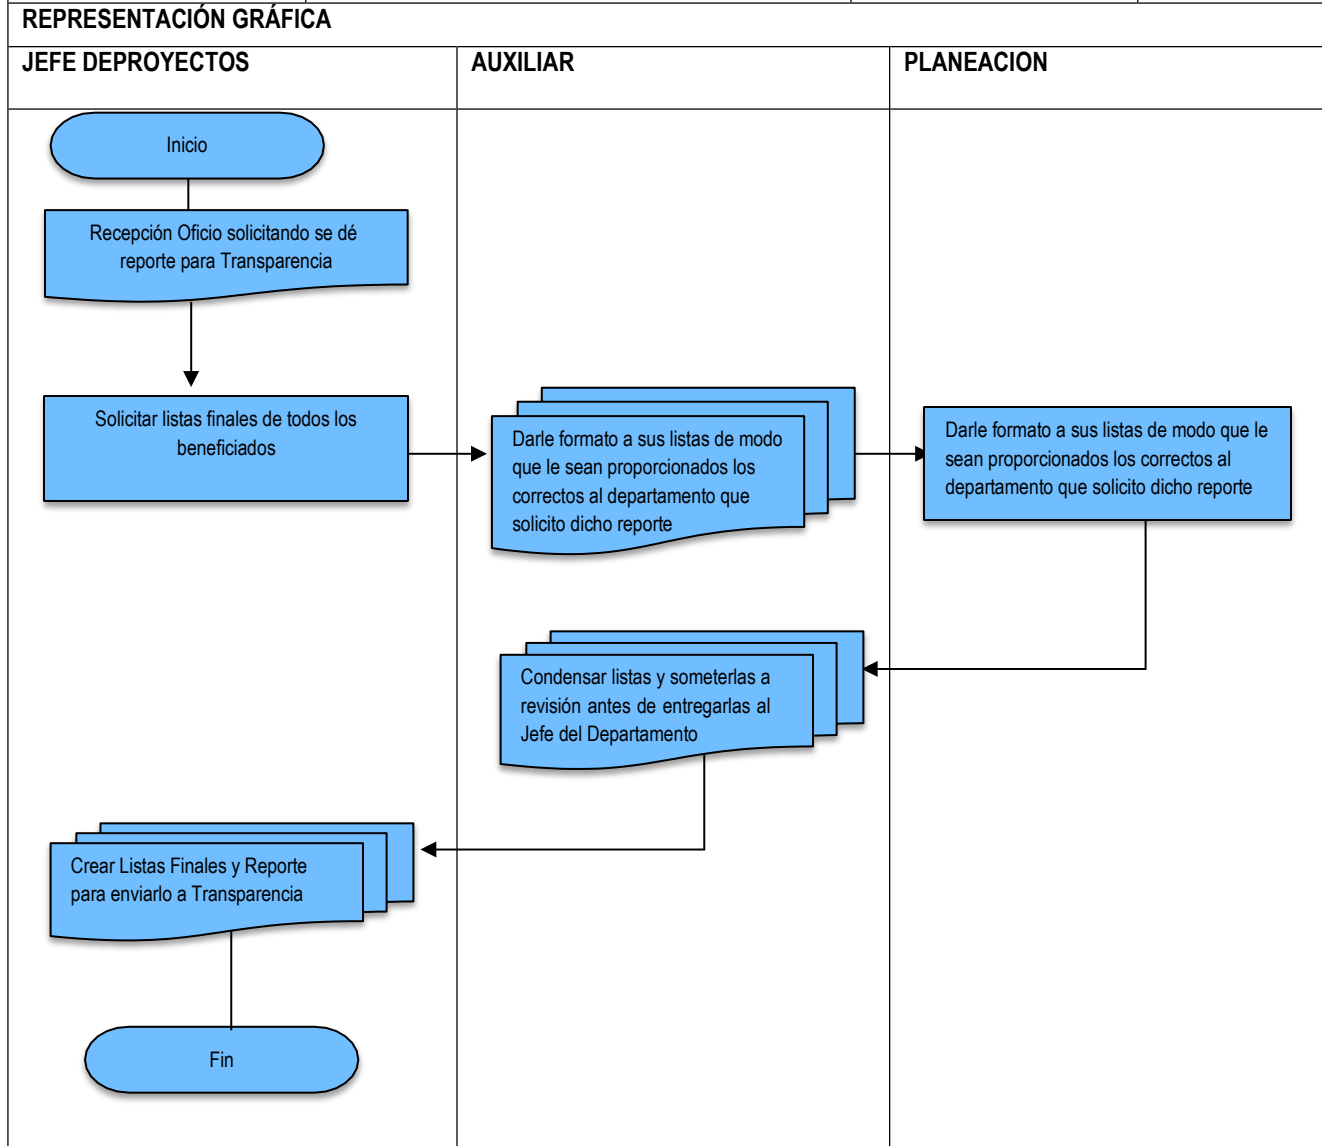 REPRESENTACIÓN GRÁFICA
JEFE DEPROYECTOS
AUXILIAR
PLANEACION
Inicio
Recepción Oficio solicitando se dé
reporte para Transparencia
Solicitar listas finales de todos los
beneficiados
Darle formato a sus listas de modo
que le sean proporcionados los
correctos al departamento que
solicito dicho reporte
Darle formato a sus listas de modo que le
sean proporcionados los correctos al
departamento que solicito dicho reporte
Condensar listas y someterlas a
revisión antes de entregarlas al
Jefe del Departamento
Crear Listas Finales y Reporte
para enviarlo a Transparencia
Fin